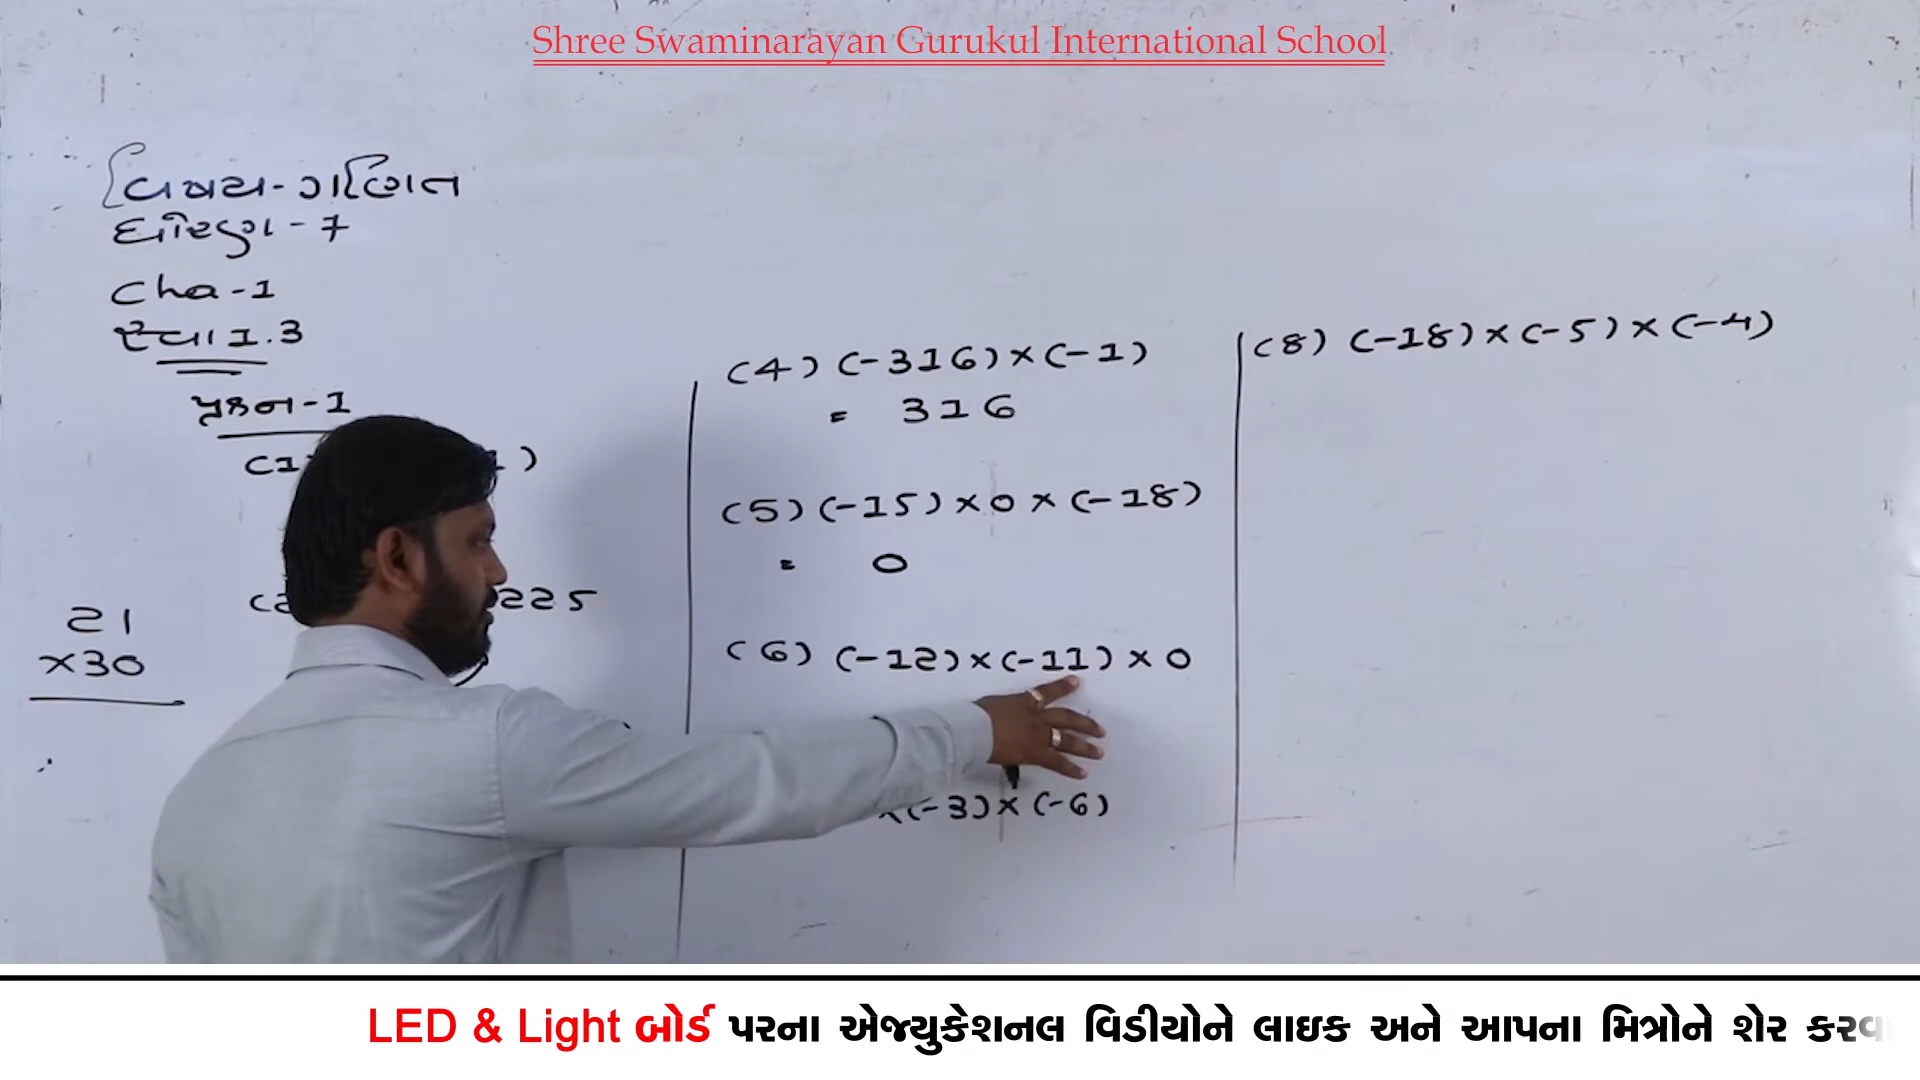 Shree Swaminarayan Gurukul International School
વિષય-ગણિત
ધોરણ-7
Cha-1
સ્વા 1.3
પ્રશ્ન-1
)
225
21
×30
(4) (-316)×(-1)
= 316
(5) (-15)×0×(-18)
= 0
(6) (-12)×(-11)×0
(-3)×(-6)
(8) (-18)×(-5)×(-4)
LED & Light બોર્ડ પરના એજ્યુકેશનલ વિડીયોને લાઇક અને આપના મિત્રોને શેર